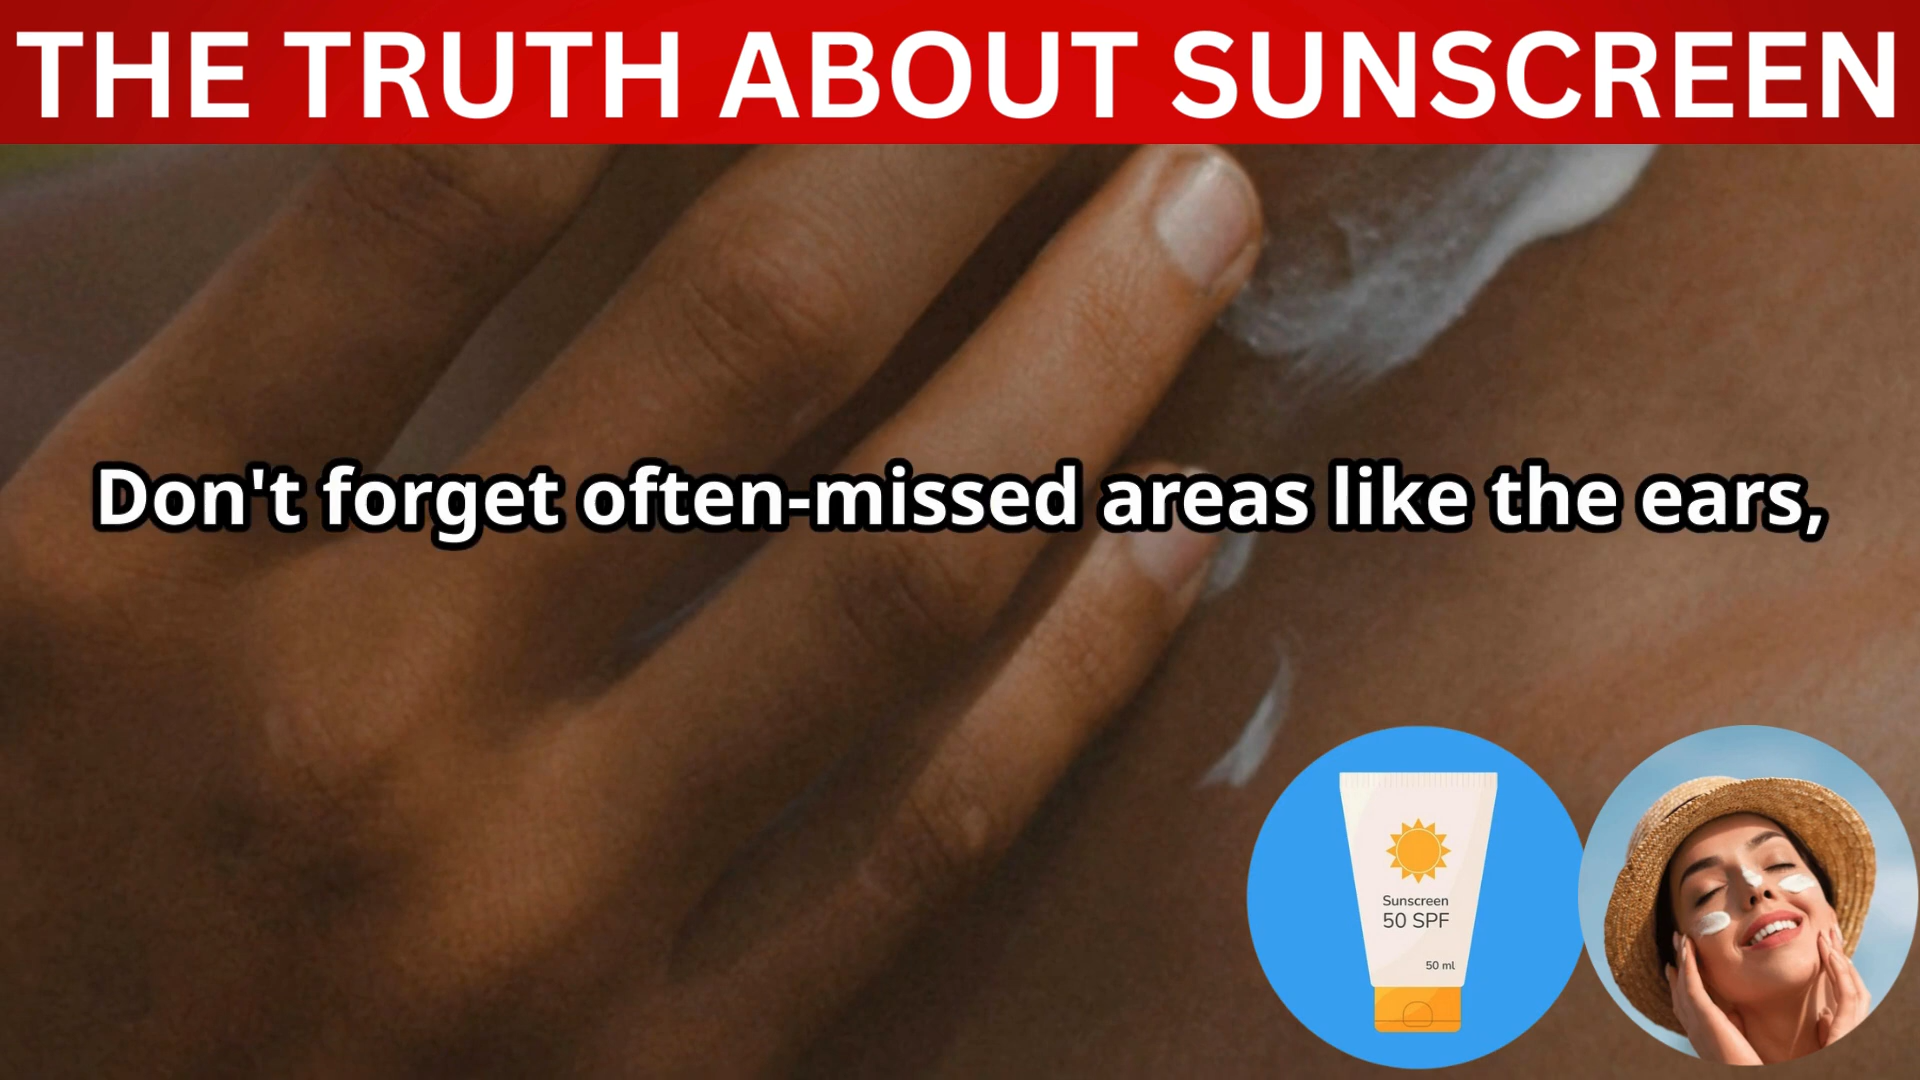 THE TRUTH ABOUT SUNSCREEN
Don't forget often-missed areas like the ears,
Sunscreen
50 SPF
50 ml